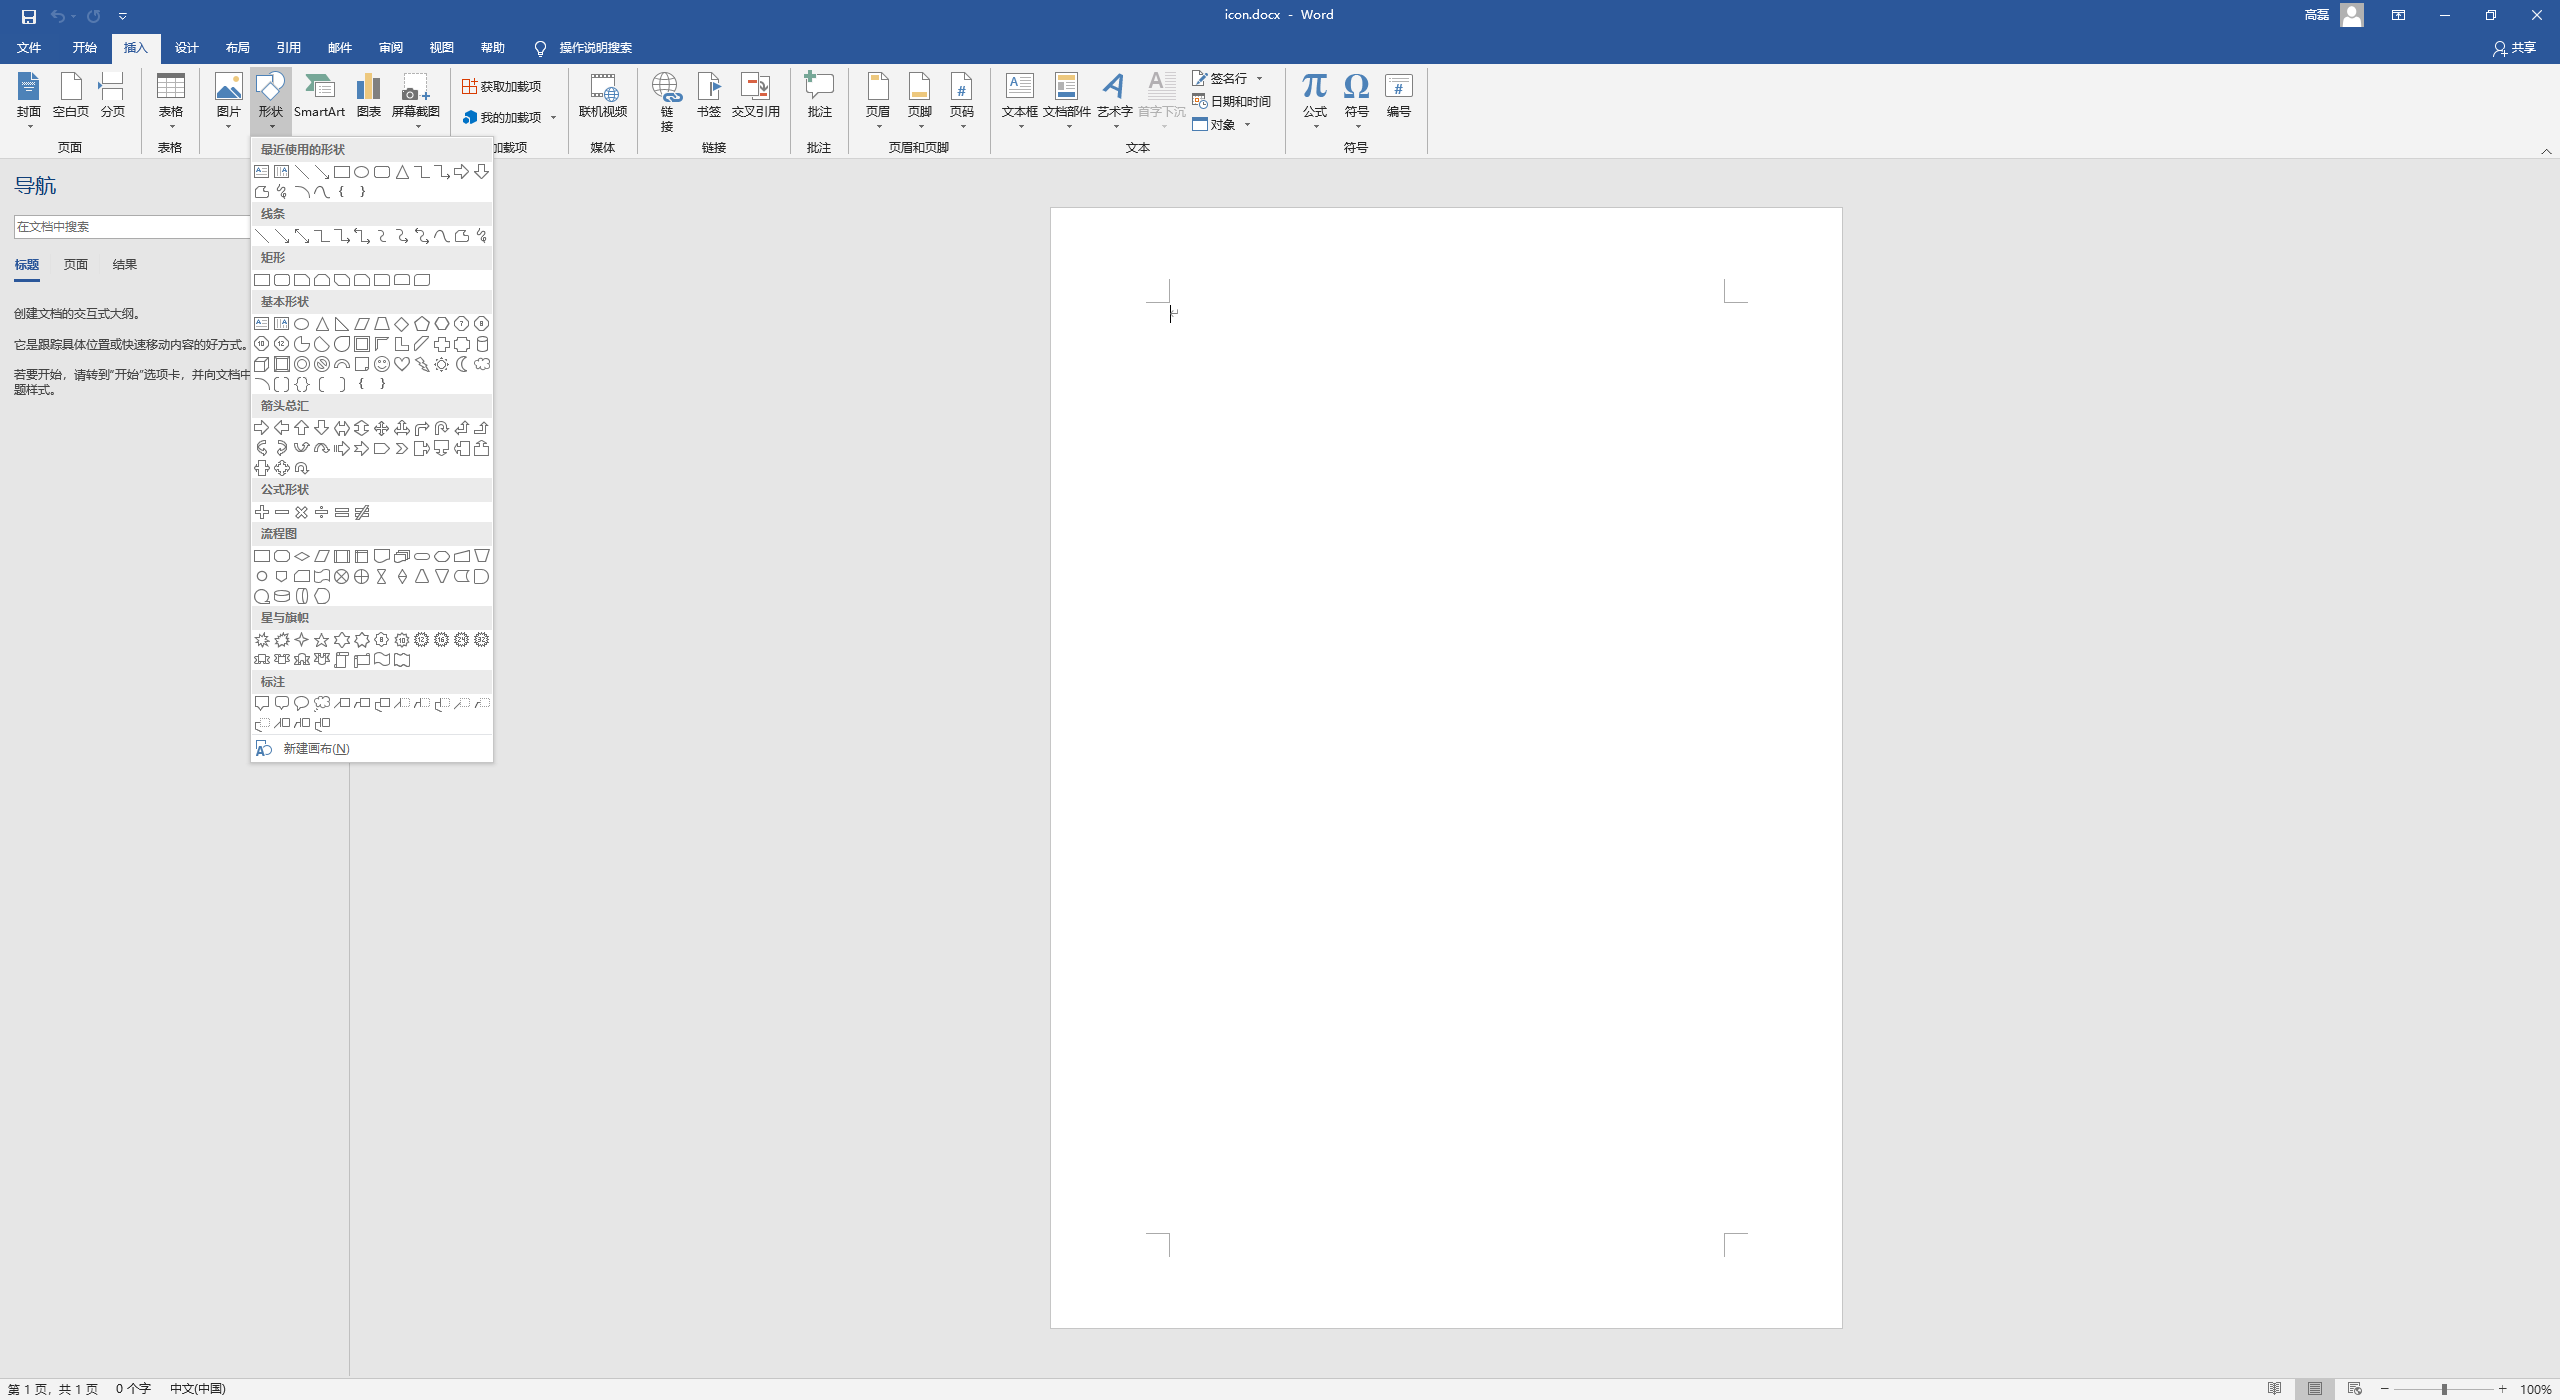 icon.docx - Word
高磊
文件 开始 插入 设计 布局 引用 邮件 审阅 视图 帮助 操作说明搜索 共享
封面 空白页 分页 表格 图片 形状 SmartArt 图表 屏幕截图 获取加载项 我的加载项 联机视频 链接 书签 交叉引用 批注 页眉 页脚 页码 文本框 文档部件 艺术字 首字下沉 签名行 日期和时间 对象 公式 符号 编号
页面 表格 加载项 媒体 链接 批注 页眉和页脚 文本 符号
导航
在文档中搜索
标题 页面 结果
创建文档的交互式大纲。
它是跟踪具体位置或快速移动内容的好方式。
若要开始，请转到"开始"选项卡，并向文档中
题样式。
最近使用的形状
线条
矩形
基本形状
箭头总汇
公式形状
流程图
星与旗帜
标注
新建画布(N)
第 1 页，共 1 页 0 个字 中文(中国) 100%